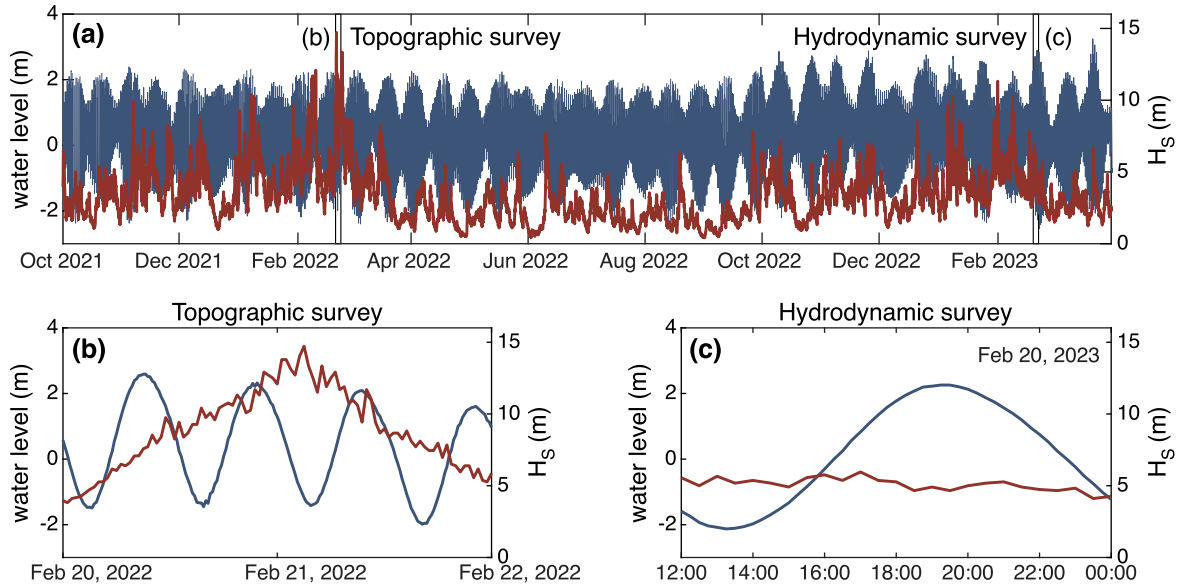 (a)
(b)
Topographic survey
Hydrodynamic survey
(c)
water level (m)
4
2
0
-2
15
10
5
0
H_S (m)
Oct 2021
Dec 2021
Feb 2022
Apr 2022
Jun 2022
Aug 2022
Oct 2022
Dec 2022
Feb 2023
Topographic survey
(b)
water level (m)
4
2
0
-2
15
10
5
0
H_S (m)
Feb 20, 2022
Feb 21, 2022
Feb 22, 2022
Hydrodynamic survey
(c)
Feb 20, 2023
water level (m)
4
2
0
-2
15
10
5
0
H_S (m)
12:00
14:00
16:00
18:00
20:00
22:00
00:00